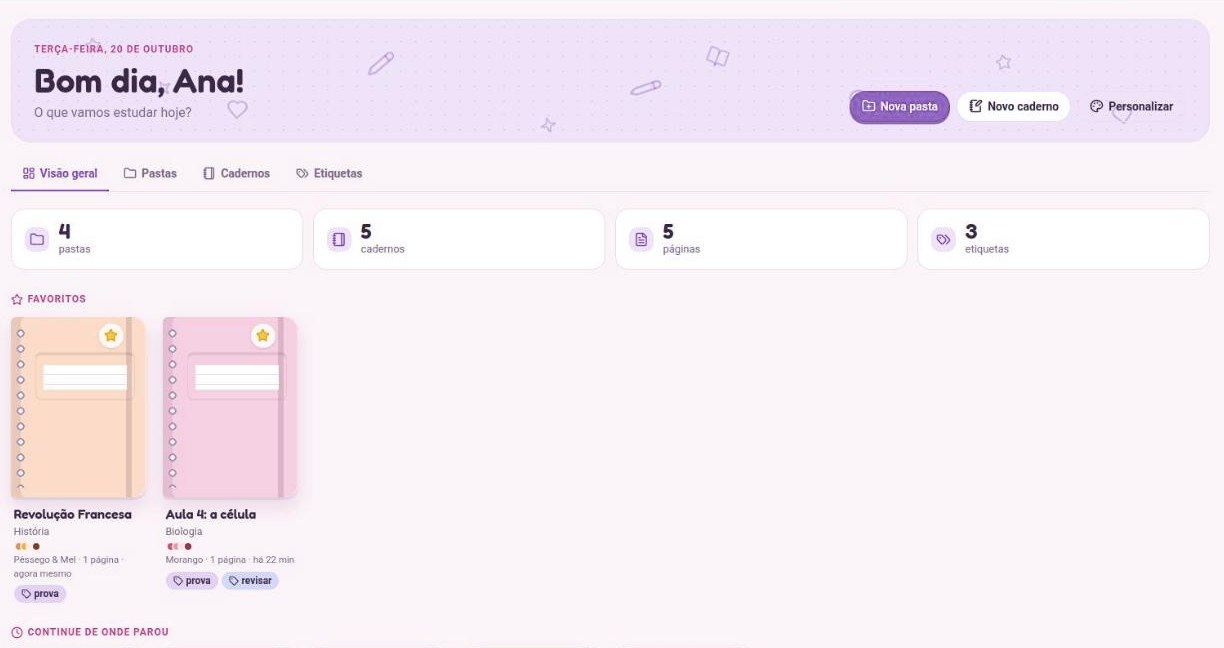 TERÇA-FEIRA, 20 DE OUTUBRO
Bom dia, Ana!
O que vamos estudar hoje?
Nova pasta
Novo caderno
Personalizar
Visão geral
Pastas
Cadernos
Etiquetas
4
pastas
5
cadernos
5
páginas
3
etiquetas
FAVORITOS
Revolução Francesa
História
Pêssego & Mel · 1 página ·
agora mesmo
prova
Aula 4: a célula
Biologia
Morango · 1 página · há 22 min
prova
revisar
CONTINUE DE ONDE PAROU